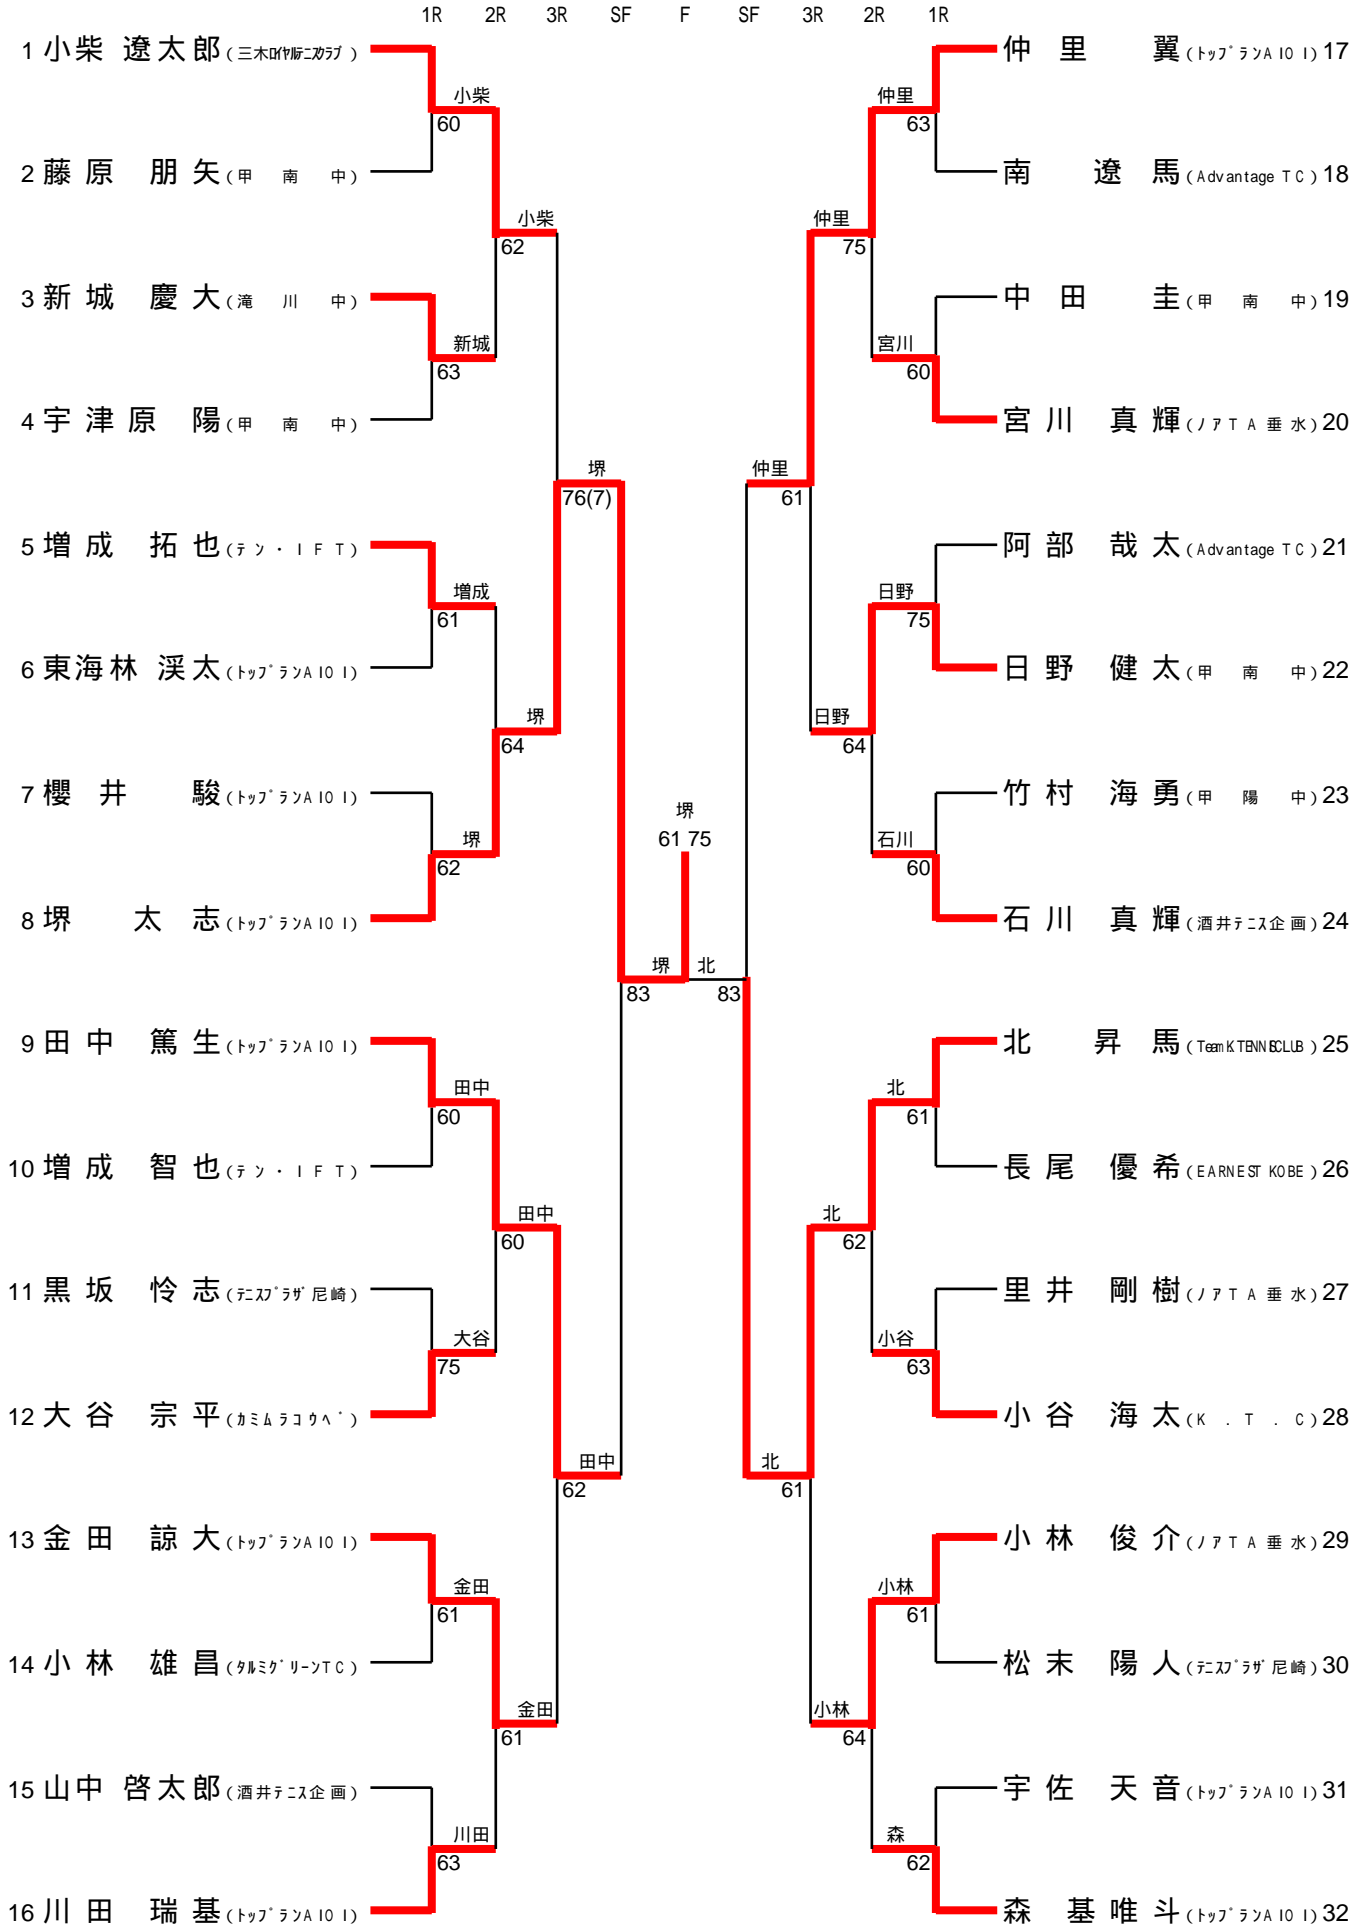 1R 2R 3R SF F SF 3R 2R 1R
1 小柴 遼太郎 (三木ﾛｲﾔﾙﾃﾆｽｸﾗﾌﾞ)
小柴
60
2 藤原 朋矢 (甲南中)
小柴
62
3 新城 慶大 (滝川中)
新城
63
4 宇津原 陽 (甲南中)
堺
76(7)
5 増成 拓也 (テン・IFT)
増成
61
6 東海林 渓太 (ﾄｯﾌﾟﾗﾝAIOI)
堺
64
7 櫻井 駿 (ﾄｯﾌﾟﾗﾝAIOI)
堺
62
8 堺 太志 (ﾄｯﾌﾟﾗﾝAIOI)
堺
83
9 田中 篤生 (ﾄｯﾌﾟﾗﾝAIOI)
田中
60
10 増成 智也 (テン・IFT)
田中
60
11 黒坂 怜志 (ﾃﾆｽﾌﾟﾗｻﾞ尼崎)
大谷
75
12 大谷 宗平 (ｶﾐﾑﾗｺｳﾍﾞ)
田中
62
13 金田 諒大 (ﾄｯﾌﾟﾗﾝAIOI)
金田
61
14 小林 雄昌 (ﾀﾙﾐｸﾞﾘｰﾝTC)
金田
61
15 山中 啓太郎 (酒井ﾃﾆｽ企画)
川田
63
16 川田 瑞基 (ﾄｯﾌﾟﾗﾝAIOI)
堺
61 75
仲里 翼 (ﾄｯﾌﾟﾗﾝAIOI) 17
仲里
63
南 遼馬 (Advantage TC) 18
仲里
75
中田 圭 (甲南中) 19
宮川
60
宮川 真輝 (ノアTA垂水) 20
仲里
61
阿部 哉太 (Advantage TC) 21
日野
75
日野 健太 (甲南中) 22
日野
64
竹村 海勇 (甲陽中) 23
石川
60
石川 真輝 (酒井ﾃﾆｽ企画) 24
北
83
北 昇馬 (TeamKTENNISCLUB) 25
北
61
長尾 優希 (EARNEST KOBE) 26
北
62
里井 剛樹 (ノアTA垂水) 27
小谷
63
小谷 海太 (K.T.C) 28
北
61
小林 俊介 (ノアTA垂水) 29
小林
61
松末 陽人 (ﾃﾆｽﾌﾟﾗｻﾞ尼崎) 30
小林
64
宇佐 天音 (ﾄｯﾌﾟﾗﾝAIOI) 31
森
62
森 基唯斗 (ﾄｯﾌﾟﾗﾝAIOI) 32